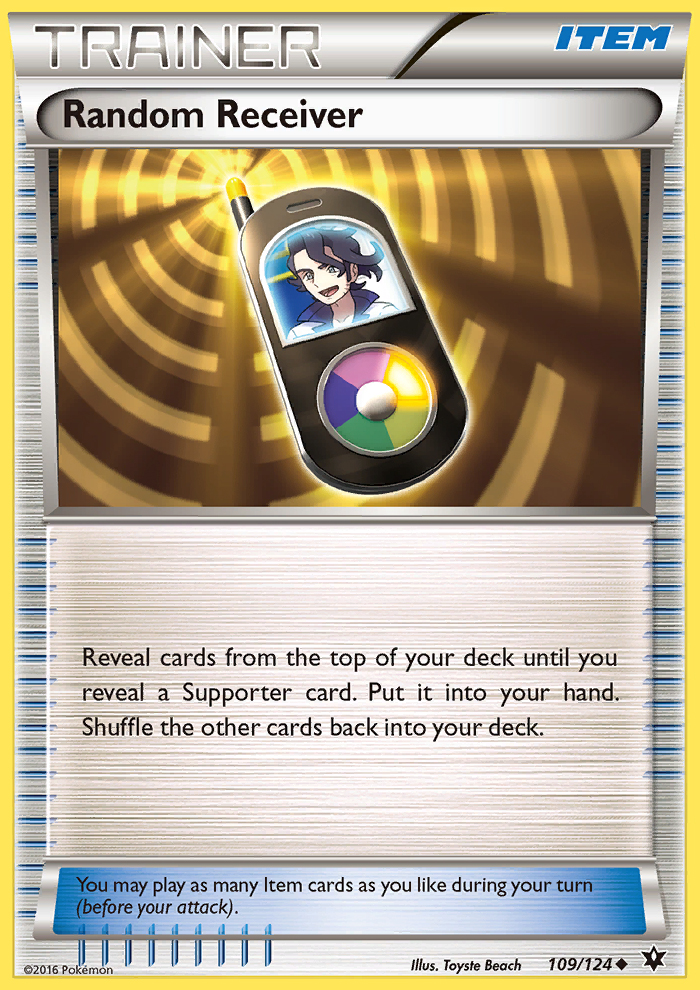 TRAINER
ITEM
Random Receiver
Reveal cards from the top of your deck until you
reveal a Supporter card. Put it into your hand.
Shuffle the other cards back into your deck.
You may play as many Item cards as you like during your turn
(before your attack).
©2016 Pokémon
Illus. Toyste Beach
109/124